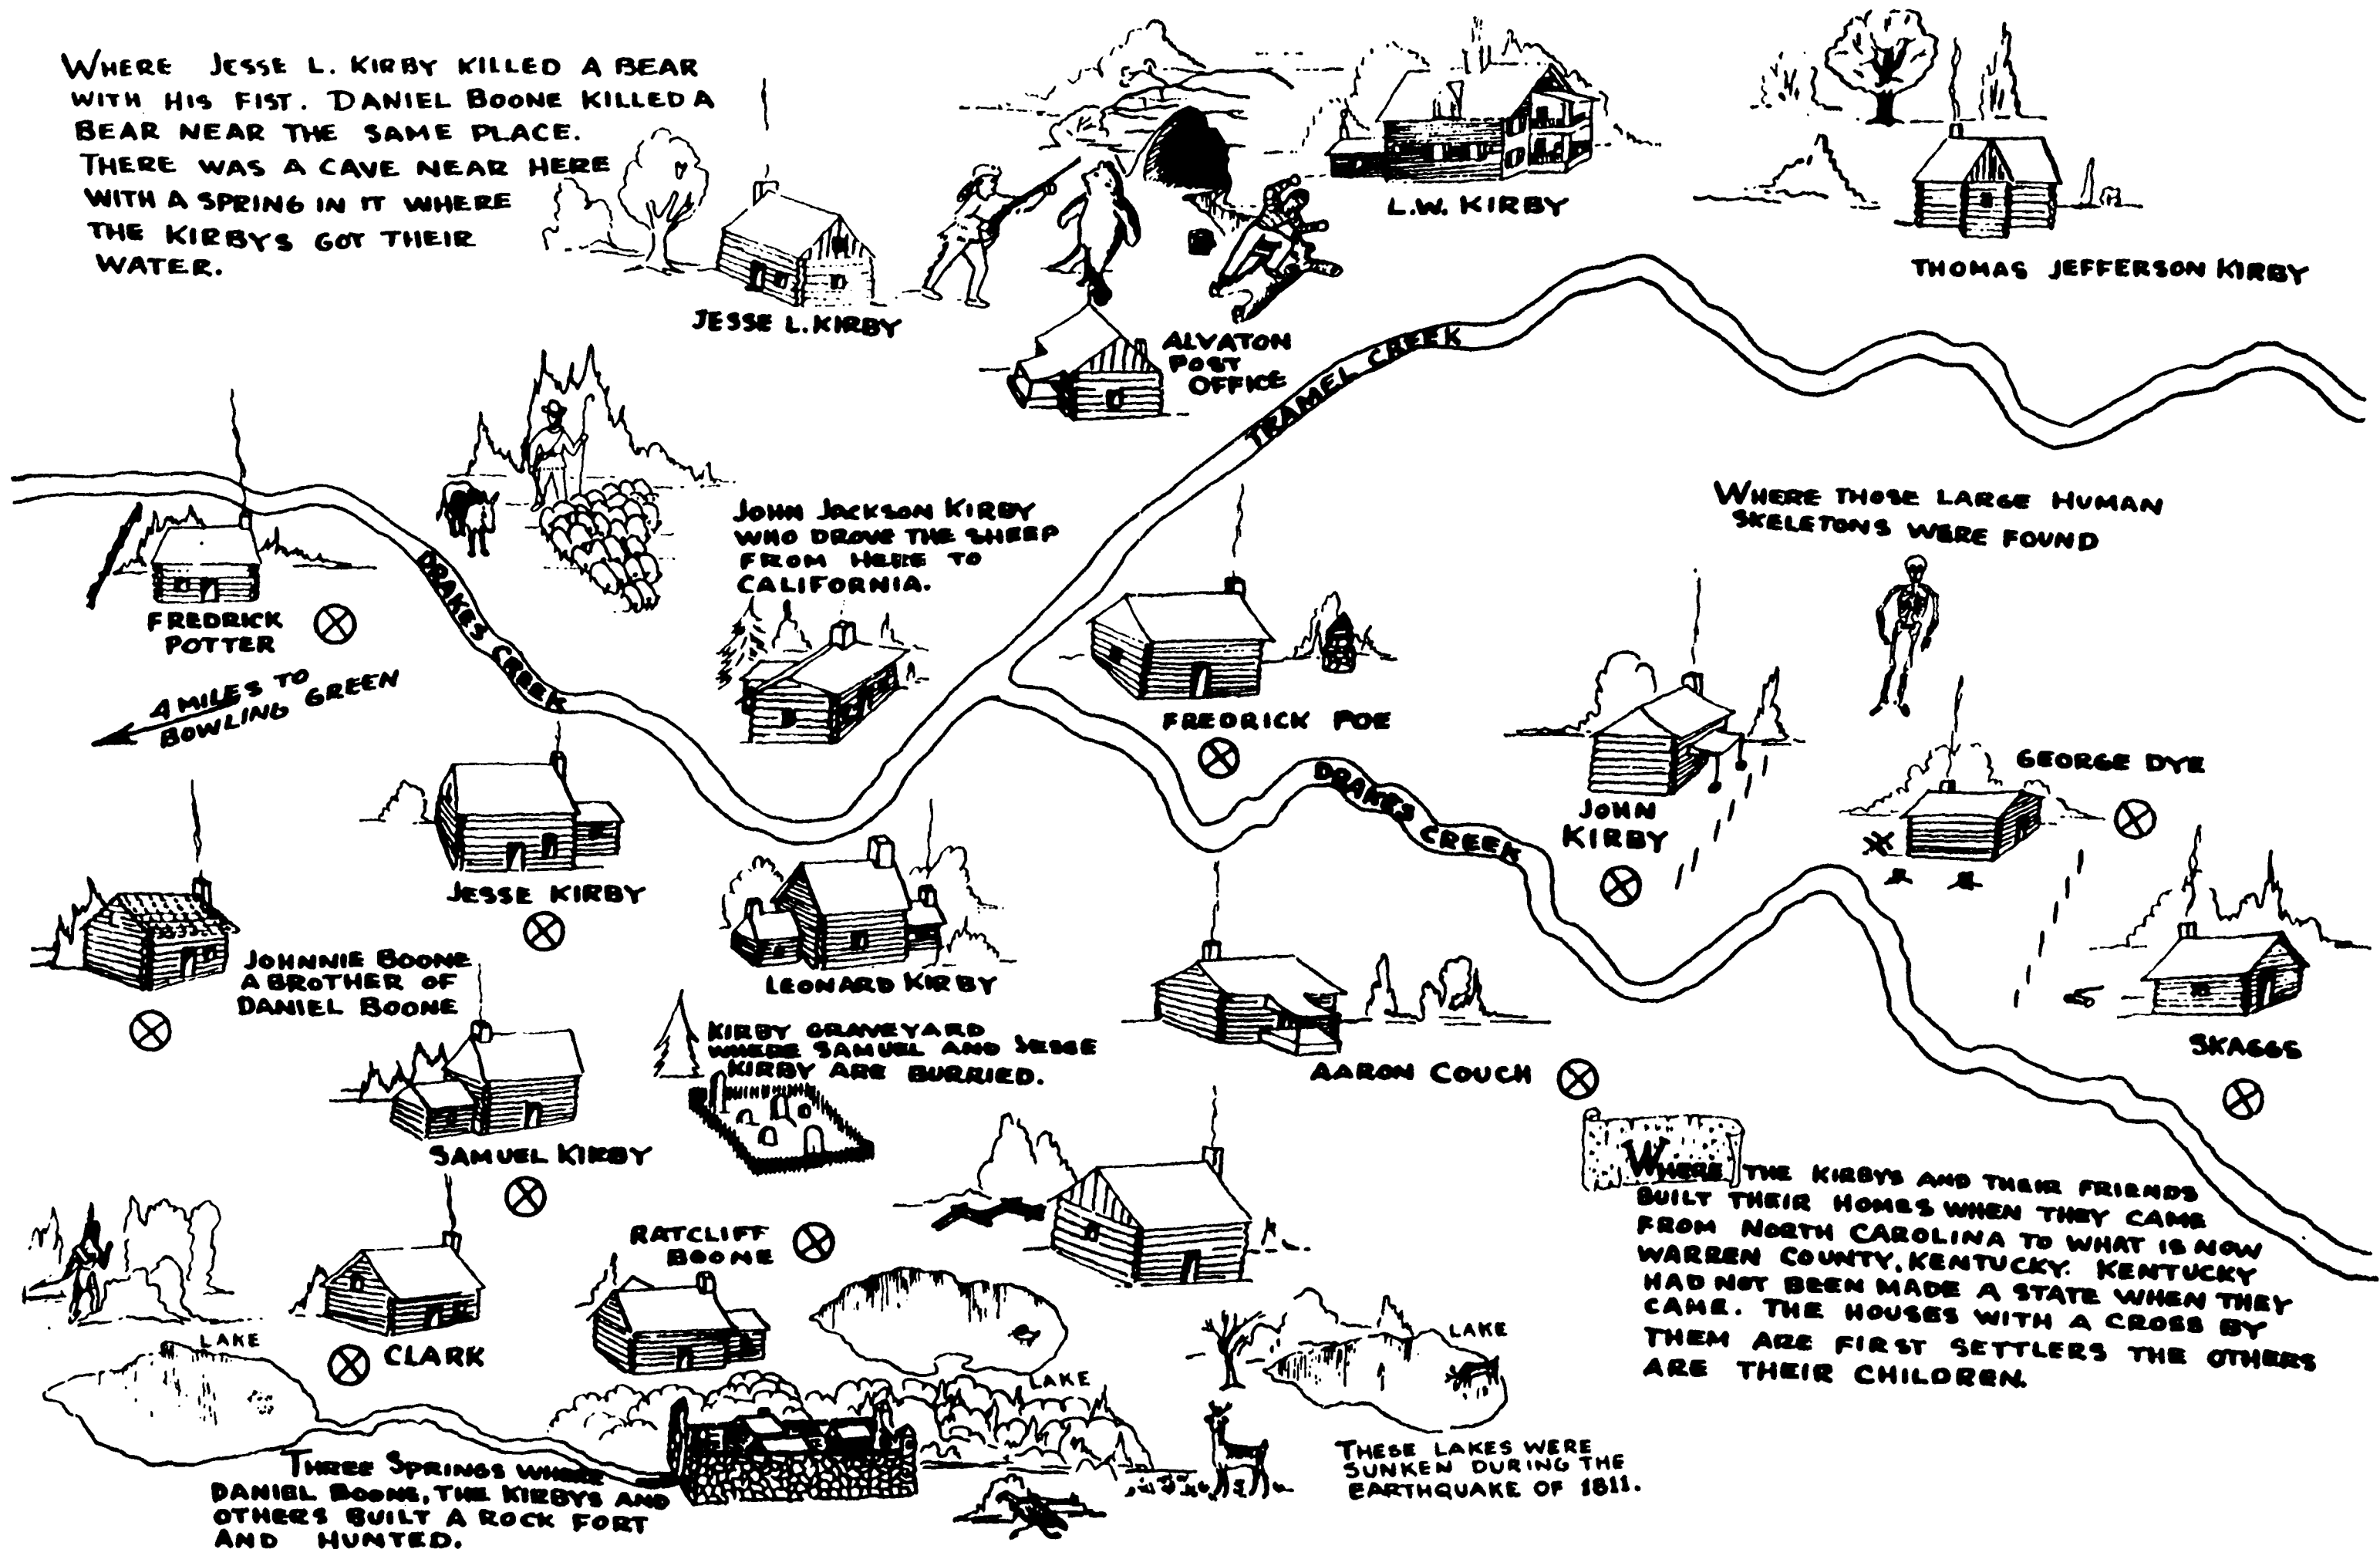 WHERE JESSE L. KIRBY KILLED A BEAR
WITH HIS FIST. DANIEL BOONE KILLED A
BEAR NEAR THE SAME PLACE.
THERE WAS A CAVE NEAR HERE
WITH A SPRING IN IT WHERE
THE KIRBYS GOT THEIR
WATER.
JESSE L. KIRBY
L.W. KIRBY
THOMAS JEFFERSON KIRBY
ALVATON
POST
OFFICE
TRAMEL CREEK
JOHN JACKSON KIRBY
WHO DROVE THE SHEEP
FROM HERE TO
CALIFORNIA.
WHERE THOSE LARGE HUMAN
SKELETONS WERE FOUND
DRAKES CREEK
FREDRICK
POTTER
4 MILES TO
BOWLING GREEN
FREDRICK POE
DRAKES CREEK
JOHN
KIRBY
GEORGE DYE
JESSE KIRBY
JOHNNIE BOONE
A BROTHER OF
DANIEL BOONE
LEONARD KIRBY
KIRBY GRAVEYARD
WHERE SAMUEL AND JESSE
KIRBY ARE BURRIED.
AARON COUCH
SKAGGS
SAMUEL KIRBY
RATCLIFF
BOONE
WHERE THE KIRBYS AND THEIR FRIENDS
BUILT THEIR HOMES WHEN THEY CAME
FROM NORTH CAROLINA TO WHAT IS NOW
WARREN COUNTY, KENTUCKY. KENTUCKY
HAD NOT BEEN MADE A STATE WHEN THEY
CAME. THE HOUSES WITH A CROSS BY
THEM ARE FIRST SETTLERS THE OTHERS
ARE THEIR CHILDREN.
LAKE
CLARK
LAKE
LAKE
THESE LAKES WERE
SUNKEN DURING THE
EARTHQUAKE OF 1811.
THREE SPRINGS WHERE
DANIEL BOONE, THE KIRBYS AND
OTHERS BUILT A ROCK FORT
AND HUNTED.